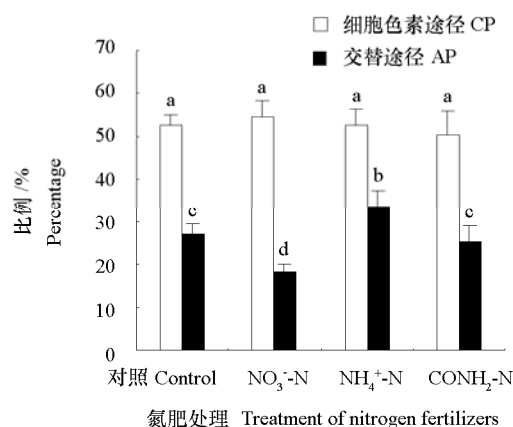 细胞色素途径 CP
交替途径 AP
比例 /%
Percentage
70
60
50
40
30
20
10
0
a
c
a
d
a
b
a
c
对照 Control
NO₃⁻-N
NH₄⁺-N
CONH₂-N
氮肥处理 Treatment of nitrogen fertilizers